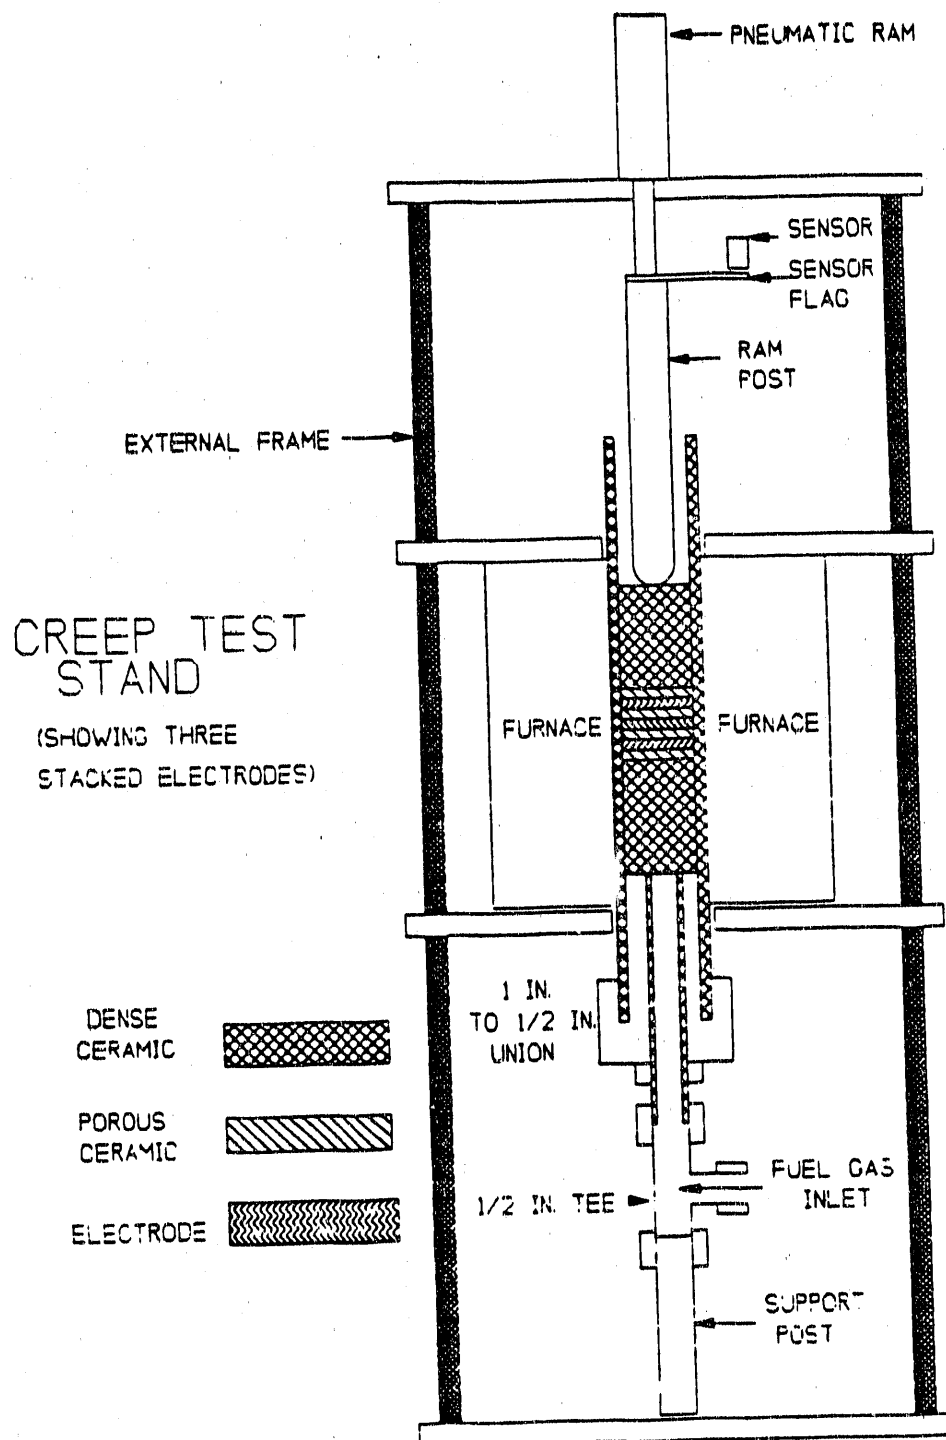 PNEUMATIC RAM
SENSOR
SENSOR
FLAG
RAM
POST
EXTERNAL FRAME
CREEP TEST
STAND
(SHOWING THREE
STACKED ELECTRODES)
FURNACE
FURNACE
1 IN.
TO 1/2 IN.
UNION
DENSE
CERAMIC
POROUS
CERAMIC
ELECTRODE
1/2 IN. TEE
FUEL GAS
INLET
SUPPORT
POST